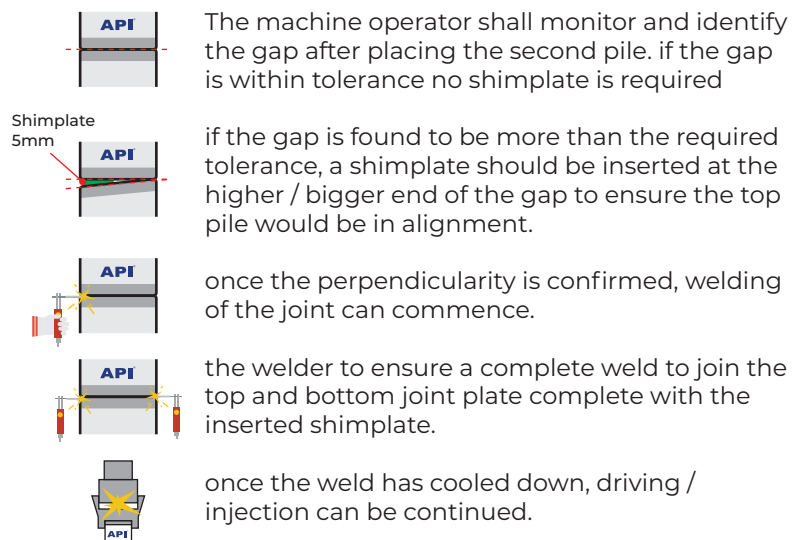 API
The machine operator shall monitor and identify
the gap after placing the second pile. if the gap
is within tolerance no shimplate is required
Shimplate
5mm
API
if the gap is found to be more than the required
tolerance, a shimplate should be inserted at the
higher / bigger end of the gap to ensure the top
pile would be in alignment.
API
once the perpendicularity is confirmed, welding
of the joint can commence.
API
the welder to ensure a complete weld to join the
top and bottom joint plate complete with the
inserted shimplate.
API
once the weld has cooled down, driving /
injection can be continued.